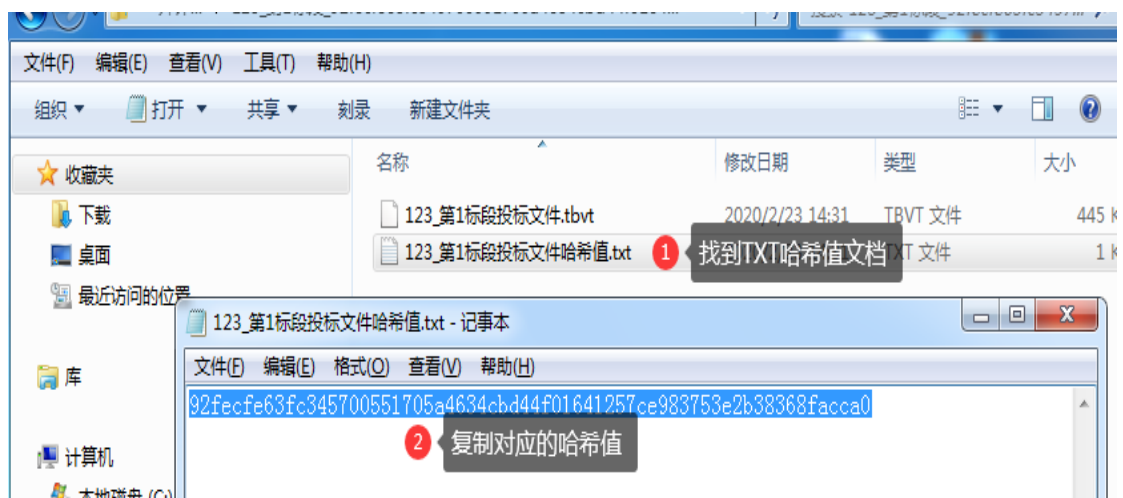 文件(F) 编辑(E) 查看(V) 工具(T) 帮助(H)
组织 打开 共享 刻录 新建文件夹
名称 修改日期 类型 大小
收藏夹
下载
桌面
最近访问的位置
库
计算机
本地磁盘 (C:)
123_第1标段投标文件.tbvt 2020/2/23 14:31 TBVT 文件 445 K
123_第1标段投标文件哈希值.txt 1 找到TXT哈希值文档 TXT 文件 1 K
123_第1标段投标文件哈希值.txt - 记事本
文件(F) 编辑(E) 格式(O) 查看(V) 帮助(H)
92fecfe63fc345700551705a4634cbd44f01641257ce983753e2b38368facca0
2 复制对应的哈希值